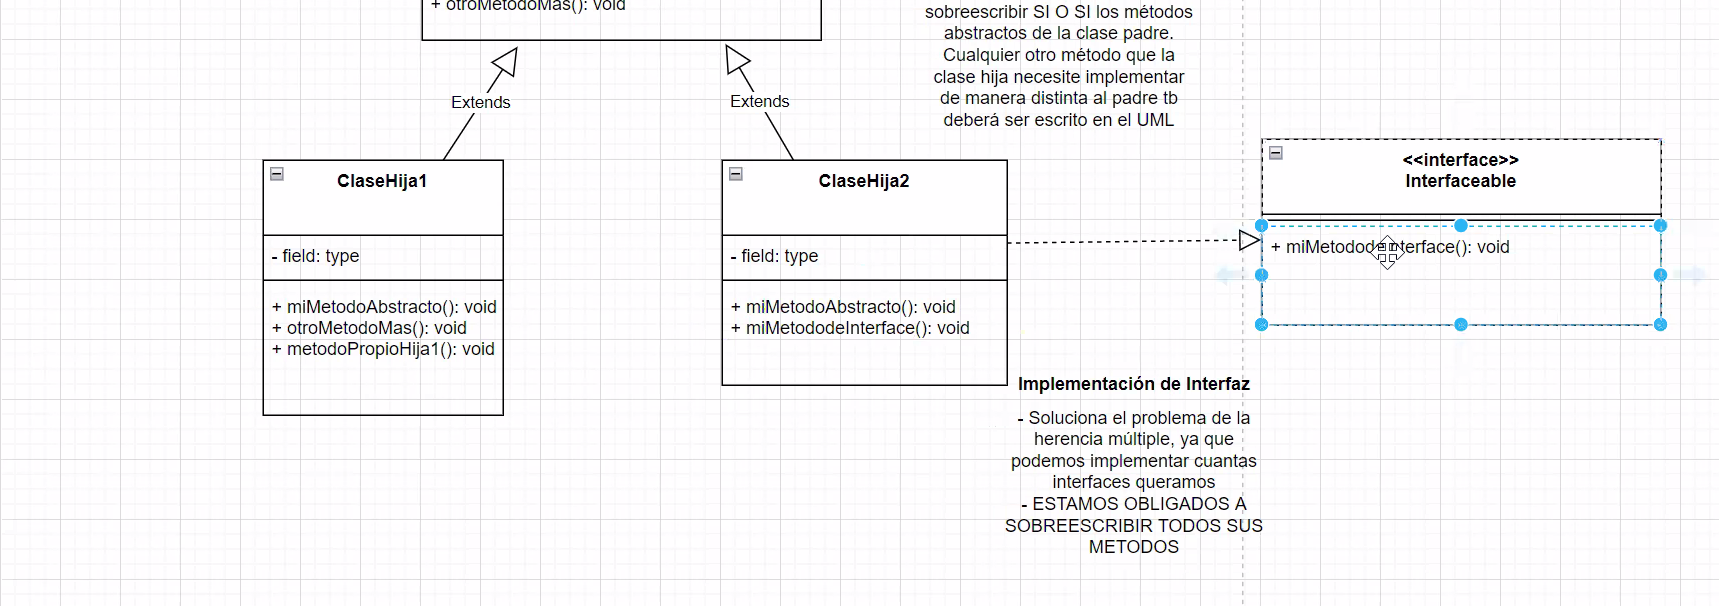 + otroMetodoMas(): void
sobreescribir SI O SI los métodos
abstractos de la clase padre.
Cualquier otro método que la
clase hija necesite implementar
de manera distinta al padre tb
deberá ser escrito en el UML
Extends
Extends
ClaseHija1
- field: type
+ miMetodoAbstracto(): void
+ otroMetodoMas(): void
+ metodoPropioHija1(): void
ClaseHija2
- field: type
+ miMetodoAbstracto(): void
+ miMetododeInterface(): void
<<interface>>
Interfaceable
+ miMetododeInterface(): void
Implementación de Interfaz
- Soluciona el problema de la
herencia múltiple, ya que
podemos implementar cuantas
interfaces queramos
- ESTAMOS OBLIGADOS A
SOBREESCRIBIR TODOS SUS
METODOS